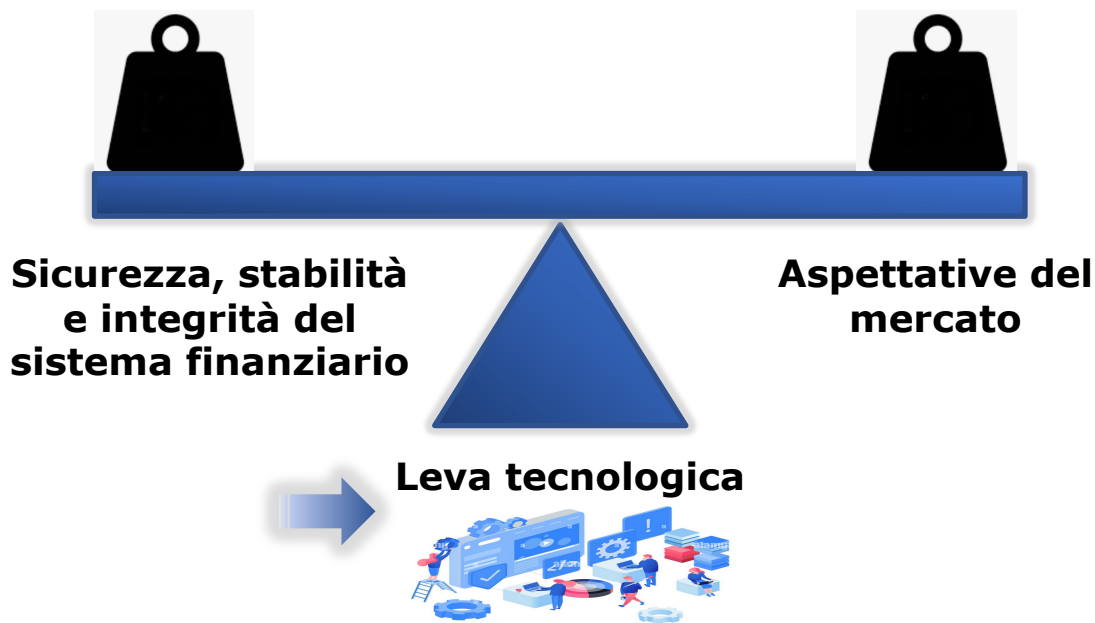 Sicurezza, stabilità
e integrità del
sistema finanziario
Aspettative del
mercato
Leva tecnologica